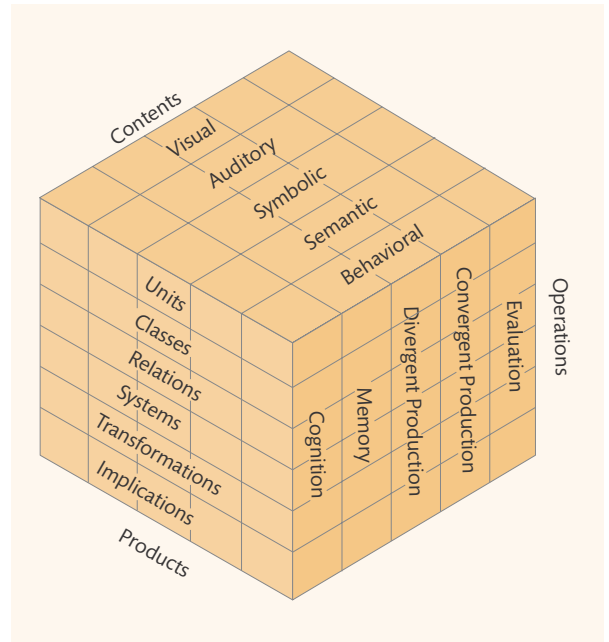 Contents
Visual
Auditory
Symbolic
Semantic
Behavioral
Units
Classes
Relations
Systems
Transformations
Implications
Products
Cognition
Memory
Divergent Production
Convergent Production
Evaluation
Operations